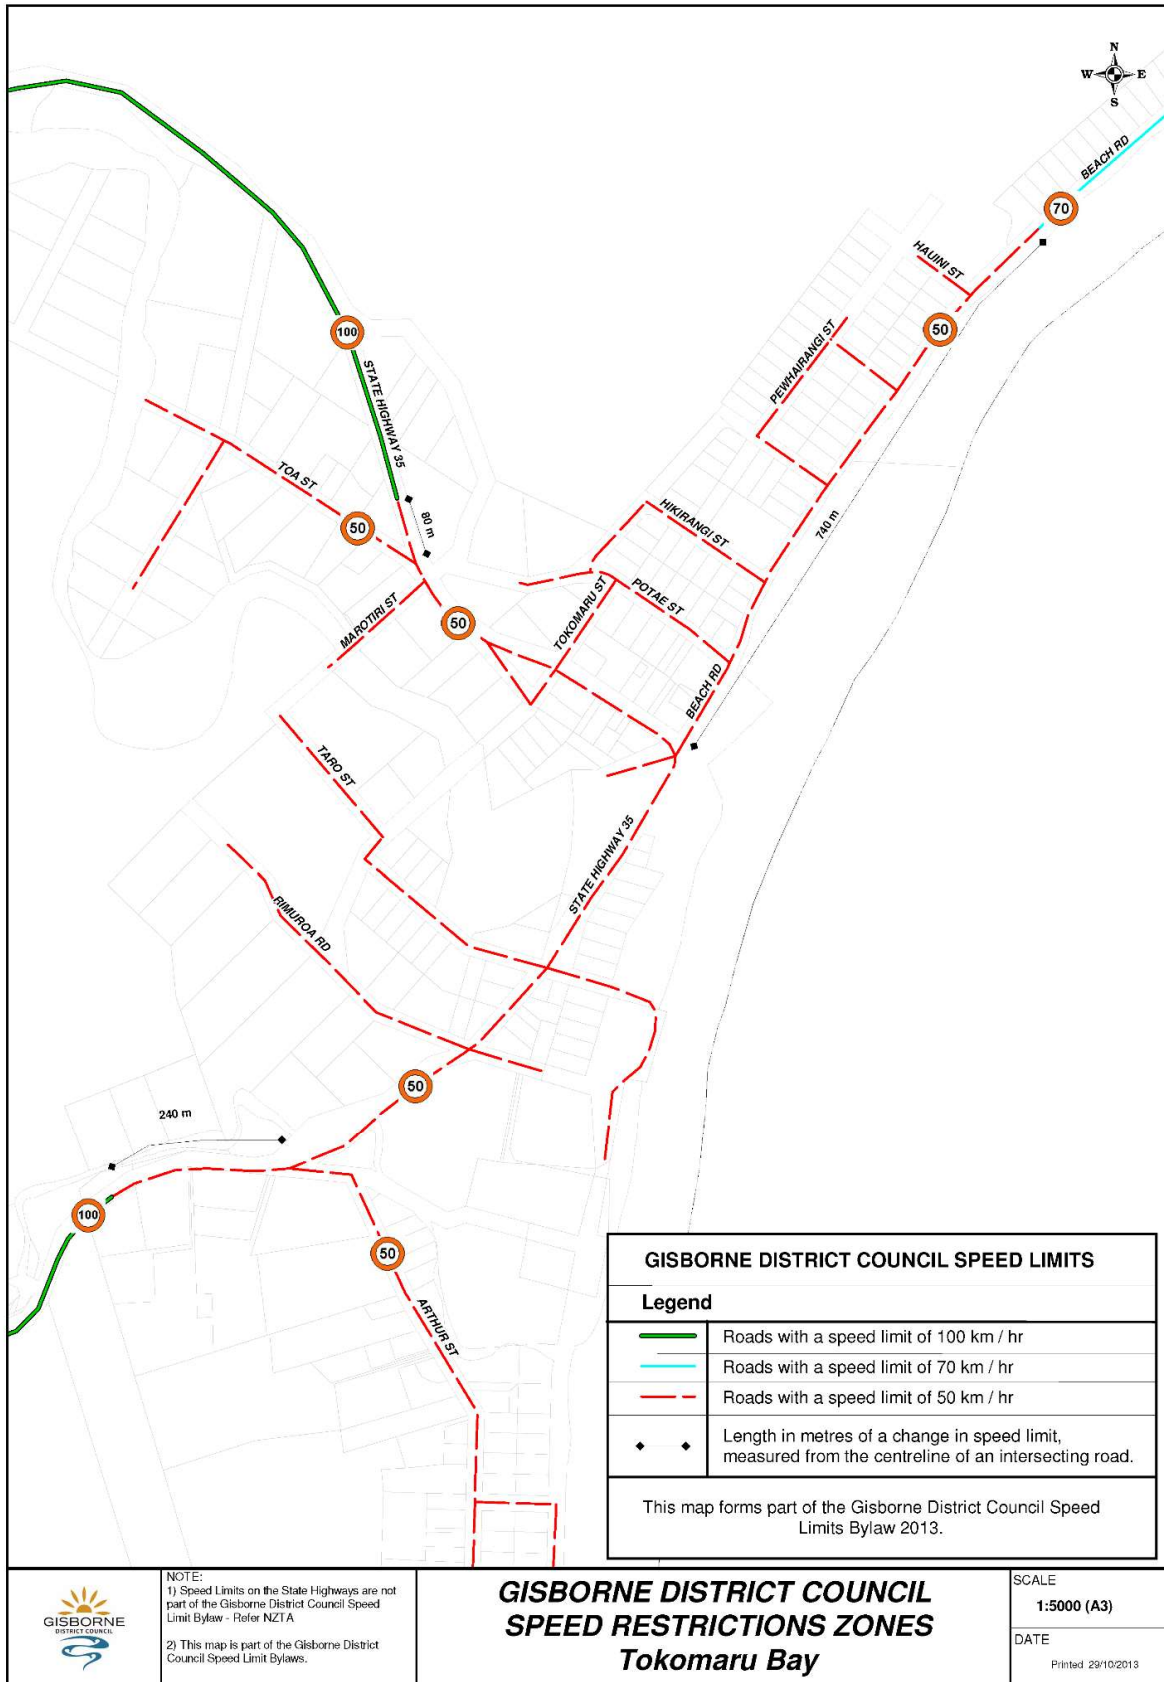 N
W E
S
BEACH RD
70
HAUINI ST
50
100
PEWHAIRANGI ST
STATE HIGHWAY 35
TOA ST
80 m
50
740 m
HIKIRANGI ST
POTAE ST
TOKOMARU ST
MAROTIRI ST
50
BEACH RD
TARO ST
STATE HIGHWAY 35
RIMUROA RD
50
240 m
100
50
ARTHUR ST
GISBORNE DISTRICT COUNCIL SPEED LIMITS
Legend
Roads with a speed limit of 100 km / hr
Roads with a speed limit of 70 km / hr
Roads with a speed limit of 50 km / hr
Length in metres of a change in speed limit,
measured from the centreline of an intersecting road.
This map forms part of the Gisborne District Council Speed
Limits Bylaw 2013.
GISBORNE
DISTRICT COUNCIL
NOTE:
1) Speed Limits on the State Highways are not
part of the Gisborne District Council Speed
Limit Bylaw - Refer NZTA
2) This map is part of the Gisborne District
Council Speed Limit Bylaws.
GISBORNE DISTRICT COUNCIL
SPEED RESTRICTIONS ZONES
Tokomaru Bay
SCALE
1:5000 (A3)
DATE
Printed 29/10/2013